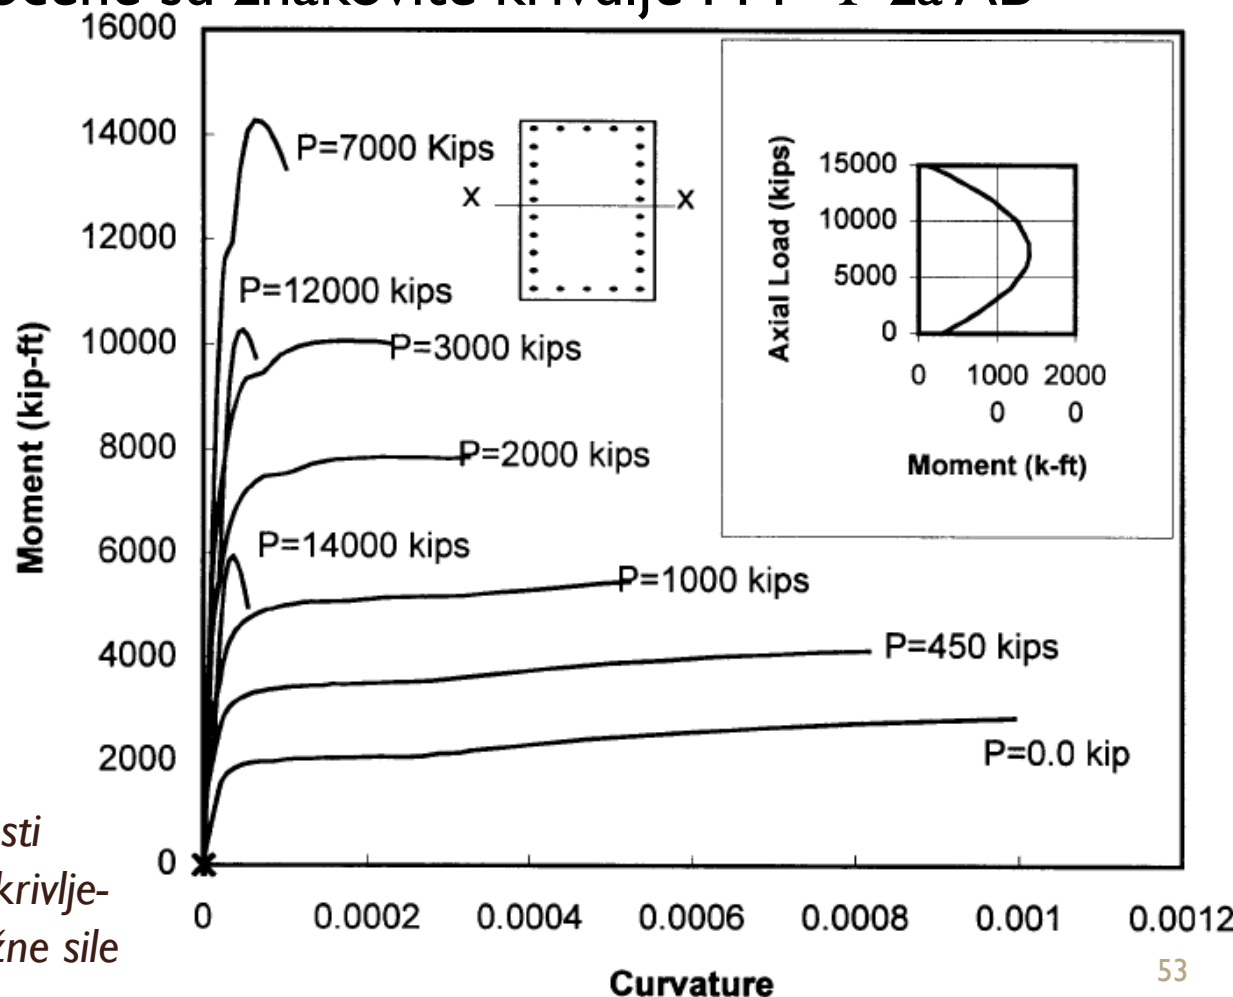 za AB
16000
14000
12000
10000
8000
6000
4000
2000
0
Moment (kip-ft)
P=7000 Kips
P=12000 kips
P=3000 kips
P=2000 kips
P=14000 kips
P=1000 kips
P=450 kips
P=0.0 kip
X
X
Axial Load (kips)
15000
10000
5000
0
0 1000 2000
0 0
Moment (k-ft)
0 0.0002 0.0004 0.0006 0.0008 0.001 0.0012
Curvature
sti
krivlje-
žne sile
53